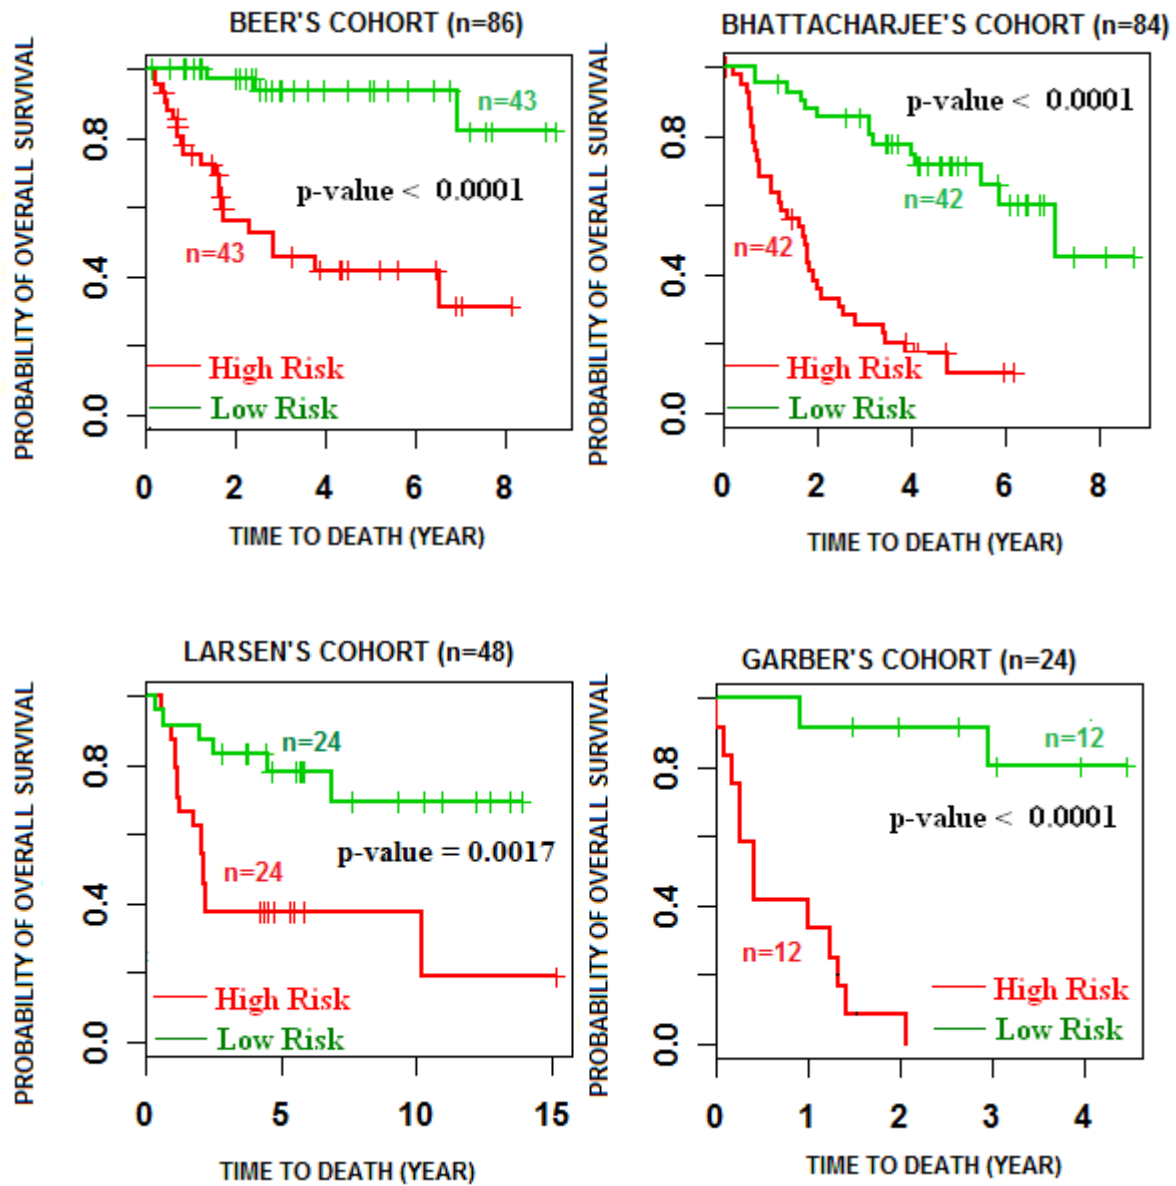 BEER'S COHORT (n=86)
PROBABILITY OF OVERALL SURVIVAL
0.8
0.4
0.0
n=43
p-value < 0.0001
n=43
High Risk
Low Risk
0 2 4 6 8
TIME TO DEATH (YEAR)
BHATTACHARJEE'S COHORT (n=84)
PROBABILITY OF OVERALL SURVIVAL
0.8
0.4
0.0
p-value < 0.0001
n=42
n=42
High Risk
Low Risk
0 2 4 6 8
TIME TO DEATH (YEAR)
LARSEN'S COHORT (n=48)
PROBABILITY OF OVERALL SURVIVAL
0.8
0.4
0.0
n=24
p-value = 0.0017
n=24
High Risk
Low Risk
0 5 10 15
TIME TO DEATH (YEAR)
GARBER'S COHORT (n=24)
PROBABILITY OF OVERALL SURVIVAL
0.8
0.4
0.0
n=12
p-value < 0.0001
n=12
High Risk
Low Risk
0 1 2 3 4
TIME TO DEATH (YEAR)